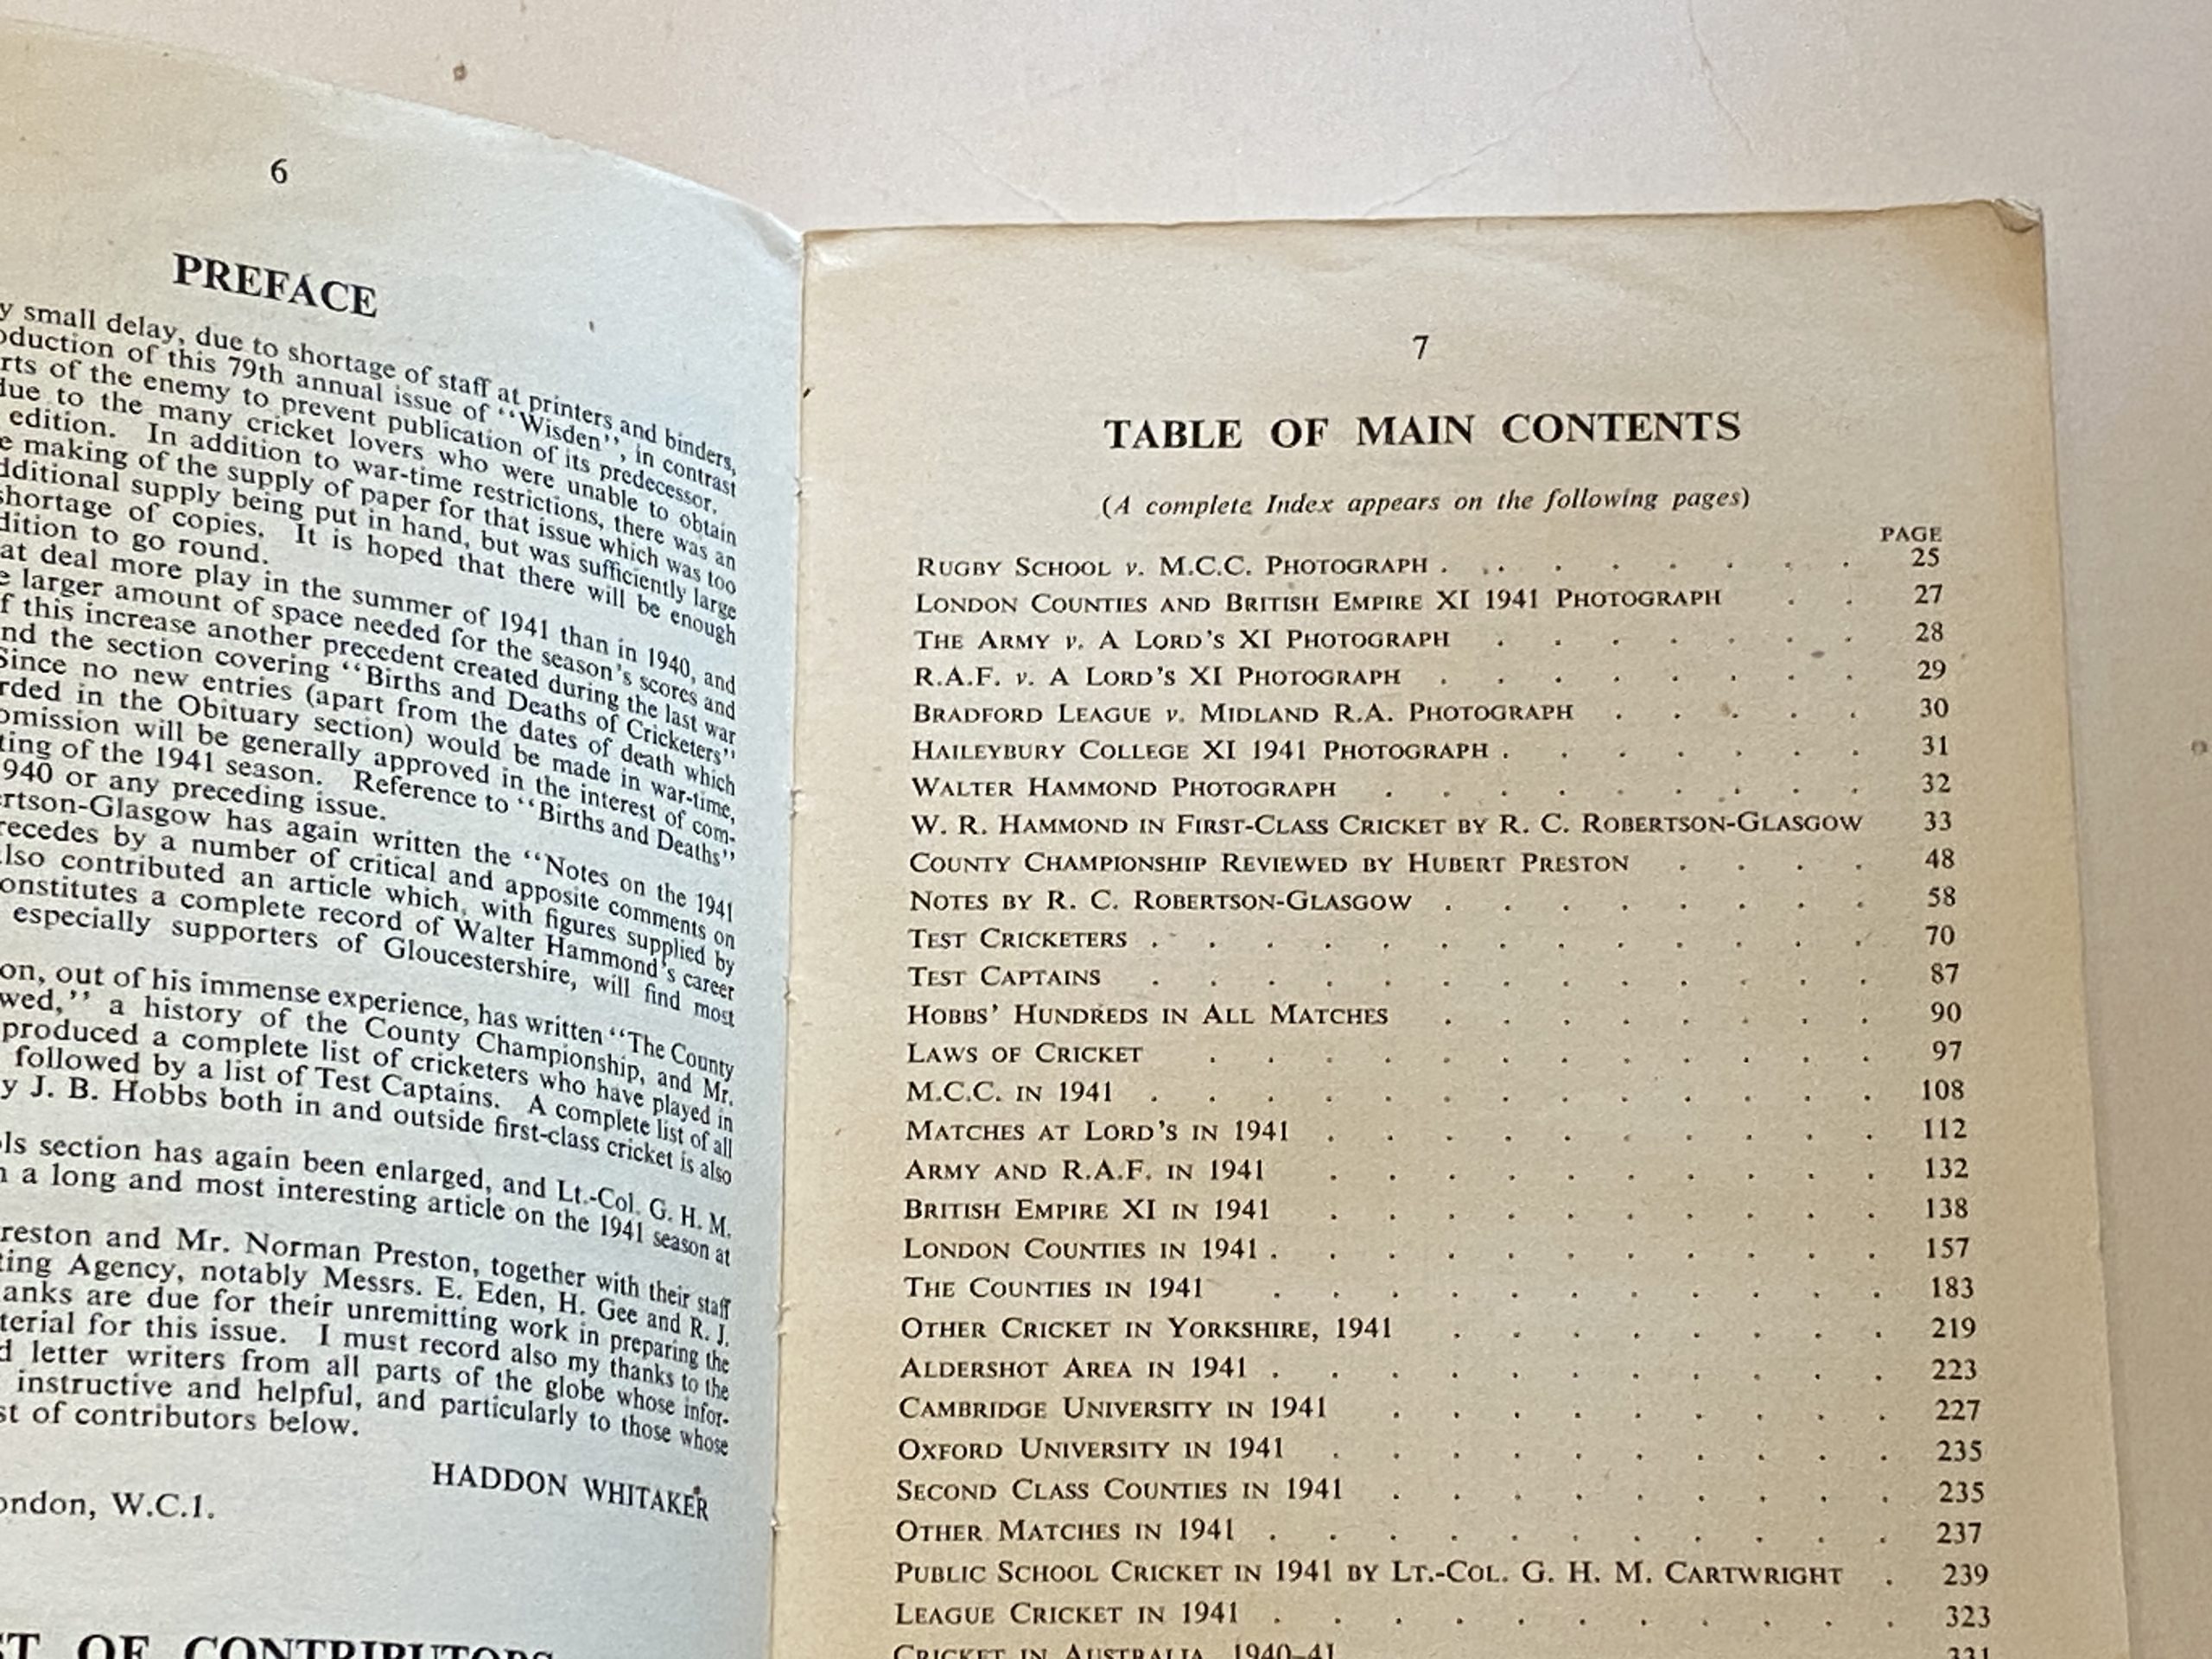 6
PREFACE
small delay, due to shortage of staff at printers and binders,
of this 79th annual issue of "Wisden", in contrast
of the enemy to prevent publication of its predecessor.
due to the many cricket lovers who were unable to obtain
edition. In addition to war-time restrictions, there was an
making of the supply of paper for that issue which was too
supply being put in hand, but was sufficiently large
shortage of copies. It is hoped that there will be enough
to go round.
deal more play in the summer of 1941 than in 1940, and
larger amount of space needed for the season's scores and
this increase another precedent created during the last war
the section covering "Births and Deaths of Cricketers"
Since no new entries (apart from the dates of death which
in the Obituary section) would be made in war-time,
omission will be generally approved in the interest of com-
of the 1941 season. Reference to "Births and Deaths"
940 or any preceding issue.
ertson-Glasgow has again written the "Notes on the 1941
recedes by a number of critical and apposite comments on
also contributed an article which, with figures supplied by
onstitutes a complete record of Walter Hammond's career
especially supporters of Gloucestershire, will find most
on, out of his immense experience, has written "The County
wed," a history of the County Championship, and Mr.
produced a complete list of cricketers who have played in
followed by a list of Test Captains. A complete list of all
y J. B. Hobbs both in and outside first-class cricket is also
ls section has again been enlarged, and Lt.-Col. G. H. M.
a long and most interesting article on the 1941 season at
reston and Mr. Norman Preston, together with their staff
ting Agency, notably Messrs. E. Eden, H. Gee and R. J.
anks are due for their unremitting work in preparing the
terial for this issue. I must record also my thanks to the
letter writers from all parts of the globe whose infor-
instructive and helpful, and particularly to those whose
st of contributors below.
HADDON WHITAKER
ondon, W.C.1.
ST OF CONTRIBUTORS
7
TABLE OF MAIN CONTENTS
(A complete Index appears on the following pages)
PAGE
RUGBY SCHOOL v. M.C.C. PHOTOGRAPH . . . . . . . . 25
LONDON COUNTIES AND BRITISH EMPIRE XI 1941 PHOTOGRAPH . . 27
THE ARMY v. A LORD'S XI PHOTOGRAPH . . . . . . . 28
R.A.F. v. A LORD'S XI PHOTOGRAPH . . . . . . . . 29
BRADFORD LEAGUE v. MIDLAND R.A. PHOTOGRAPH . . . . . 30
HAILEYBURY COLLEGE XI 1941 PHOTOGRAPH . . . . . . . 31
WALTER HAMMOND PHOTOGRAPH . . . . . . . . . 32
W. R. HAMMOND IN FIRST-CLASS CRICKET BY R. C. ROBERTSON-GLASGOW 33
COUNTY CHAMPIONSHIP REVIEWED BY HUBERT PRESTON . . . . 48
NOTES BY R. C. ROBERTSON-GLASGOW . . . . . . . . 58
TEST CRICKETERS . . . . . . . . . . . . . 70
TEST CAPTAINS . . . . . . . . . . . . . 87
HOBBS' HUNDREDS IN ALL MATCHES . . . . . . . . 90
LAWS OF CRICKET . . . . . . . . . . . . 97
M.C.C. IN 1941 . . . . . . . . . . . . . 108
MATCHES AT LORD'S IN 1941 . . . . . . . . . . 112
ARMY AND R.A.F. IN 1941 . . . . . . . . . . 132
BRITISH EMPIRE XI IN 1941 . . . . . . . . . . 138
LONDON COUNTIES IN 1941 . . . . . . . . . . . 157
THE COUNTIES IN 1941 . . . . . . . . . . . 183
OTHER CRICKET IN YORKSHIRE, 1941 . . . . . . . . 219
ALDERSHOT AREA IN 1941 . . . . . . . . . . . 223
CAMBRIDGE UNIVERSITY IN 1941 . . . . . . . . . 227
OXFORD UNIVERSITY IN 1941 . . . . . . . . . . 235
SECOND CLASS COUNTIES IN 1941 . . . . . . . . . 235
OTHER MATCHES IN 1941 . . . . . . . . . . . 237
PUBLIC SCHOOL CRICKET IN 1941 BY LT.-COL. G. H. M. CARTWRIGHT . 239
LEAGUE CRICKET IN 1941 . . . . . . . . . . . 323
CRICKET IN AUSTRALIA, 1940-41 331